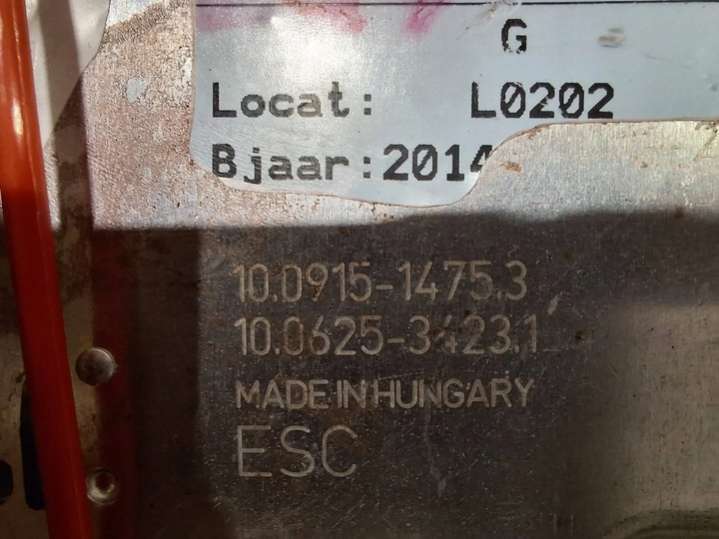 G
Locat: L0202
Bjaar:2014
10.0915-1475.3
10.0625-3423.1
MADE IN HUNGARY
ESC